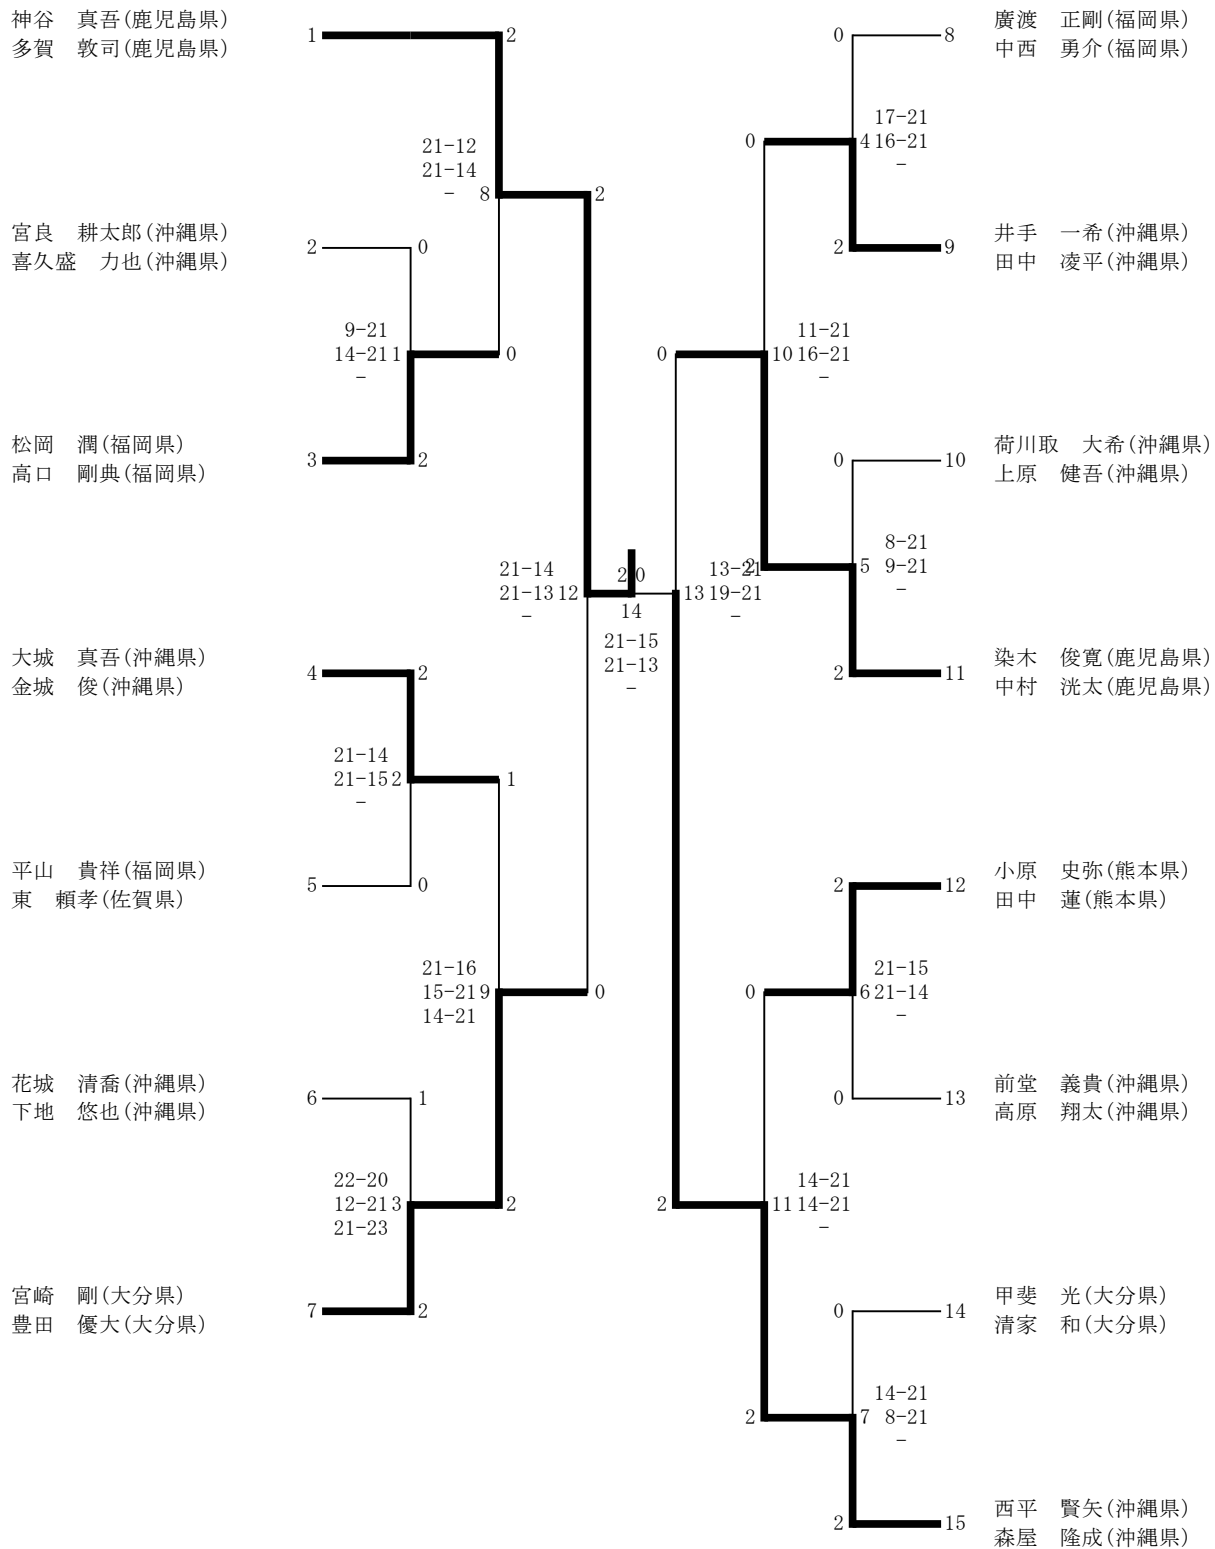 神谷　真吾(鹿児島県)
多賀　敦司(鹿児島県)
1
2
21-12
21-14
-
8
2
宮良　耕太郎(沖縄県)
喜久盛　力也(沖縄県)
2
0
9-21
14-21 1
-
0
松岡　潤(福岡県)
高口　剛典(福岡県)
3
2
21-14
21-13 12
-
大城　真吾(沖縄県)
金城　俊(沖縄県)
4
2
21-14
21-15 2
-
1
平山　貴祥(福岡県)
東　頼孝(佐賀県)
5
0
21-16
15-21 9
14-21
0
花城　清喬(沖縄県)
下地　悠也(沖縄県)
6
1
22-20
12-21 3
21-23
2
宮崎　剛(大分県)
豊田　優大(大分県)
7
2
2 0
14
21-15
21-13
-
廣渡　正剛(福岡県)
中西　勇介(福岡県)
0
8
17-21
0
4 16-21
-
井手　一希(沖縄県)
田中　凌平(沖縄県)
2
9
11-21
0
10 16-21
-
荷川取　大希(沖縄県)
上原　健吾(沖縄県)
0
10
8-21
2
5 9-21
-
13-21
13 19-21
-
染木　俊寛(鹿児島県)
中村　洸太(鹿児島県)
2
11
小原　史弥(熊本県)
田中　蓮(熊本県)
2
12
21-15
0
6 21-14
-
前堂　義貴(沖縄県)
高原　翔太(沖縄県)
0
13
14-21
2
11 14-21
-
甲斐　光(大分県)
清家　和(大分県)
0
14
14-21
2
7 8-21
-
西平　賢矢(沖縄県)
森屋　隆成(沖縄県)
2
15